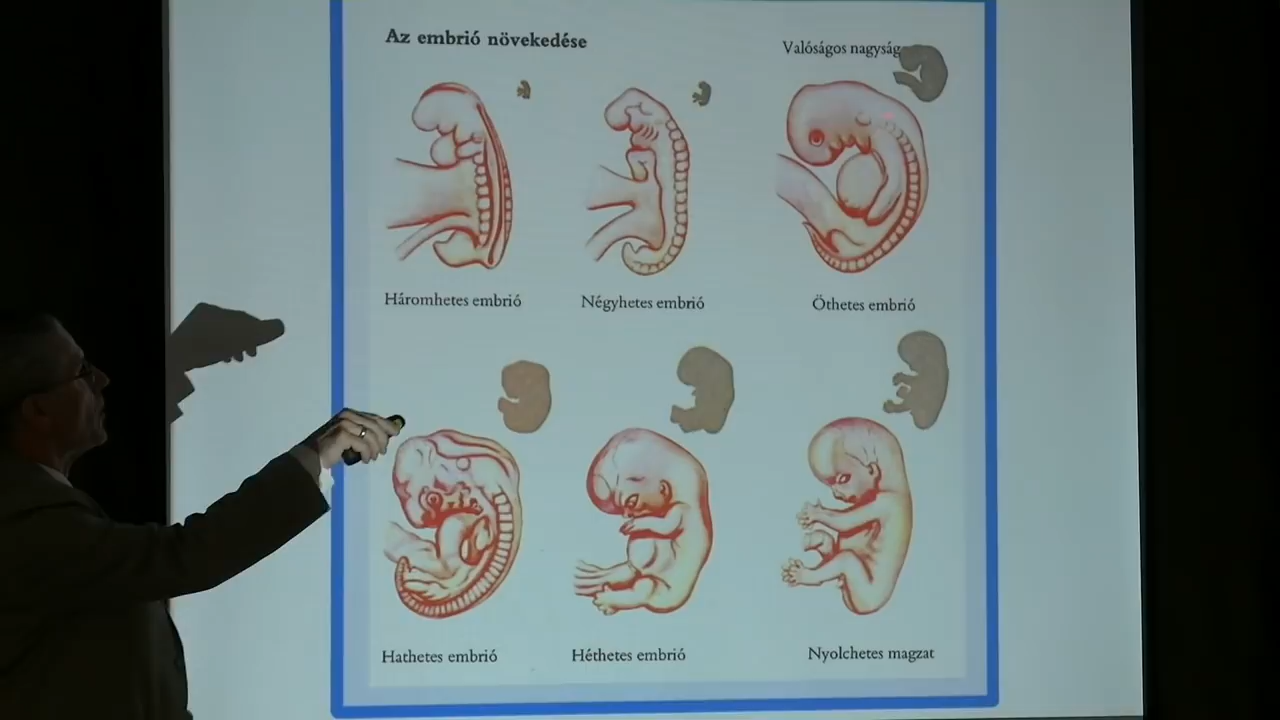 Az embrió növekedése
Valóságos nagyság
Háromhetes embrió
Négyhetes embrió
Öthetes embrió
Hathetes embrió
Héthetes embrió
Nyolchetes magzat